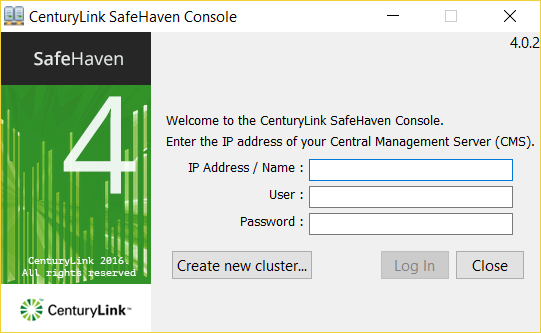 CenturyLink SafeHaven Console
4.0.2
SafeHaven
4
CenturyLink 2016.
All rights reserved
CenturyLink™
Welcome to the CenturyLink SafeHaven Console.
Enter the IP address of your Central Management Server (CMS).
IP Address / Name :
User :
Password :
Create new cluster... Log In Close